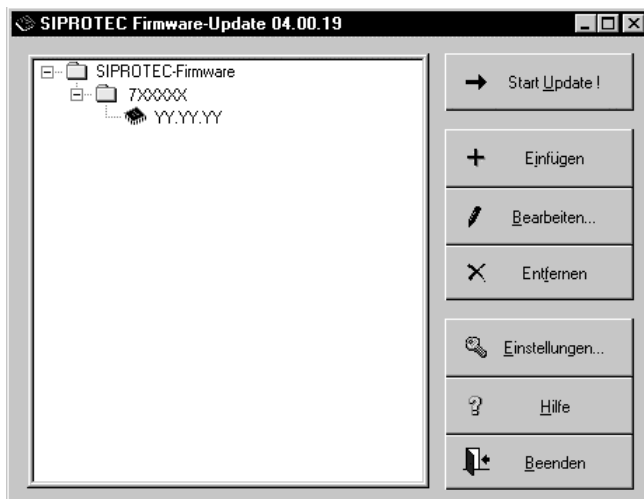 SIPROTEC Firmware-Update 04.00.19
SIPROTEC-Firmware
7XXXXX
YY.YY.YY
Start Update !
Einfügen
Bearbeiten...
Entfernen
Einstellungen...
Hilfe
Beenden